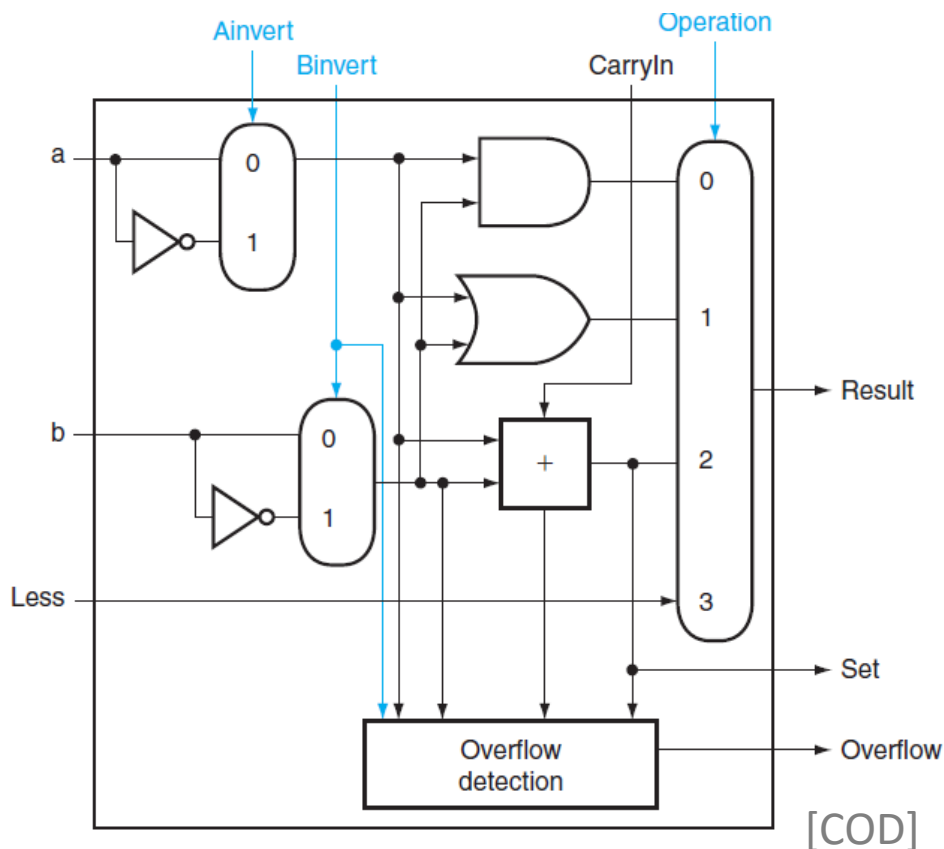 Ainvert
Operation
Binvert
CarryIn
a
0
0
1
1
Result
b
0
+
2
1
Less
3
Set
Overflow
detection
Overflow
[COD]